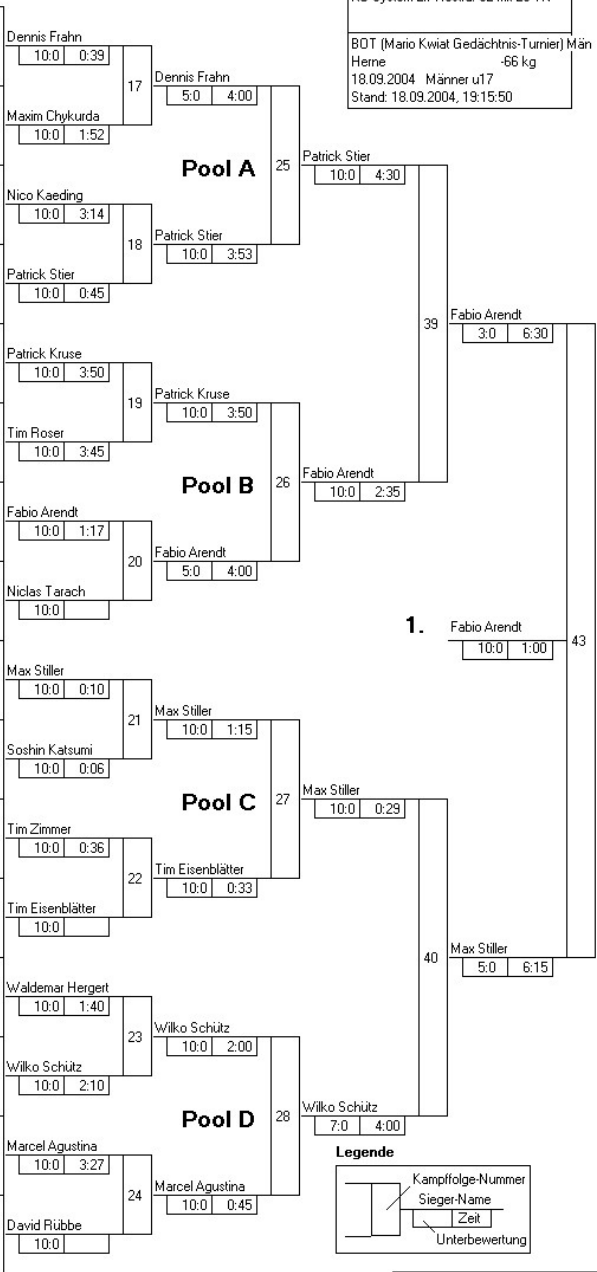 BOT (Mario Kwiat Gedächtnis-Turnier) Män
Herne -66 kg
18.09.2004 Männer u17
Stand: 18.09.2004, 19:15:50
Dennis Frahn
10:0 0:39
17
Maxim Chykurda
10:0 1:52
Dennis Frahn
5:0 4:00
Pool A
25
Nico Kaeding
10:0 3:14
18
Patrick Stier
10:0 0:45
Patrick Stier
10:0 3:53
Patrick Stier
10:0 4:30
39
Patrick Kruse
10:0 3:50
19
Tim Roser
10:0 3:45
Patrick Kruse
10:0 3:50
Pool B
26
Fabio Arendt
10:0 1:17
20
Niclas Tarach
10:0
Fabio Arendt
5:0 4:00
Fabio Arendt
10:0 2:35
Fabio Arendt
3:0 6:30
1.
Fabio Arendt
10:0 1:00
43
Max Stiller
10:0 0:10
21
Soshin Katsumi
10:0 0:06
Max Stiller
10:0 1:15
Pool C
27
Tim Zimmer
10:0 0:36
22
Tim Eisenblätter
10:0
Tim Eisenblätter
10:0 0:33
Max Stiller
10:0 0:29
40
Max Stiller
5:0 6:15
Waldemar Hergert
10:0 1:40
23
Wilko Schütz
10:0 2:10
Wilko Schütz
10:0 2:00
Pool D
28
Marcel Agustina
10:0 3:27
24
David Rübbe
10:0
Marcel Agustina
10:0 0:45
Wilko Schütz
7:0 4:00
Legende
Kampffolge-Nummer
Sieger-Name
Zeit
Unterbewertung